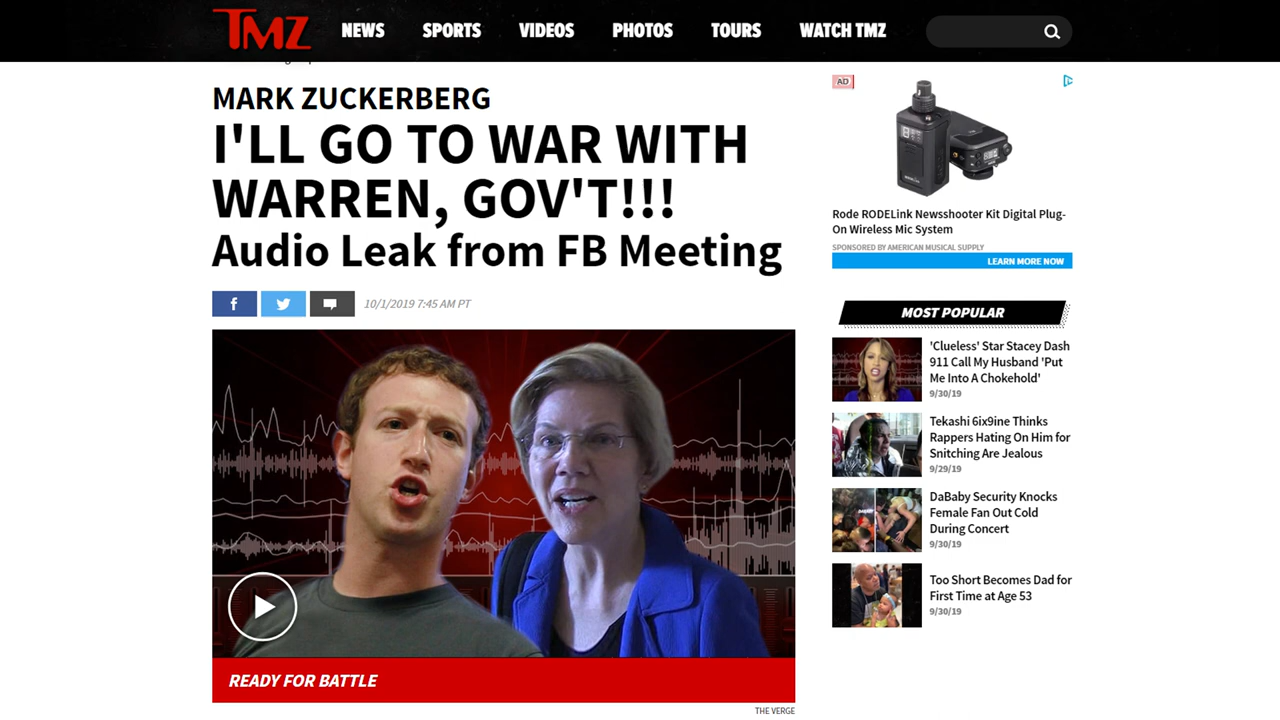 TMZ NEWS SPORTS VIDEOS PHOTOS TOURS WATCH TMZ
MARK ZUCKERBERG
I'LL GO TO WAR WITH
WARREN, GOV'T!!!
Audio Leak from FB Meeting
f
10/1/2019 7:45 AM PT
READY FOR BATTLE
THE VERGE
AD
Rode RODELink Newsshooter Kit Digital Plug-
On Wireless Mic System
SPONSORED BY AMERICAN MUSICAL SUPPLY
LEARN MORE NOW
MOST POPULAR
'Clueless' Star Stacey Dash
911 Call My Husband 'Put
Me Into A Chokehold'
9/30/19
Tekashi 6ix9ine Thinks
Rappers Hating On Him for
Snitching Are Jealous
9/29/19
DaBaby Security Knocks
Female Fan Out Cold
During Concert
9/30/19
Too Short Becomes Dad for
First Time at Age 53
9/30/19